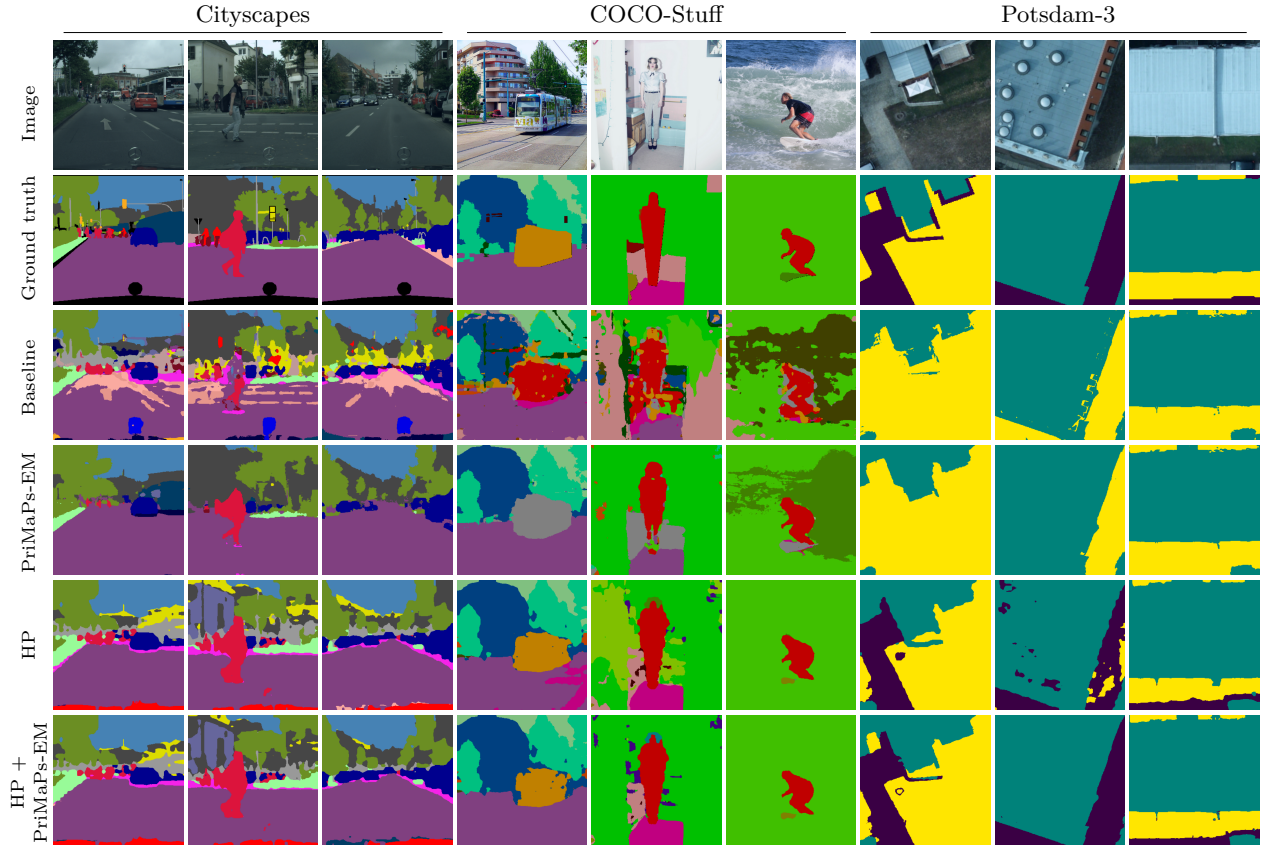 Cityscapes
COCO-Stuff
Potsdam-3
Image
Ground truth
Baseline
PriMaPs-EM
HP
HP +
PriMaPs-EM